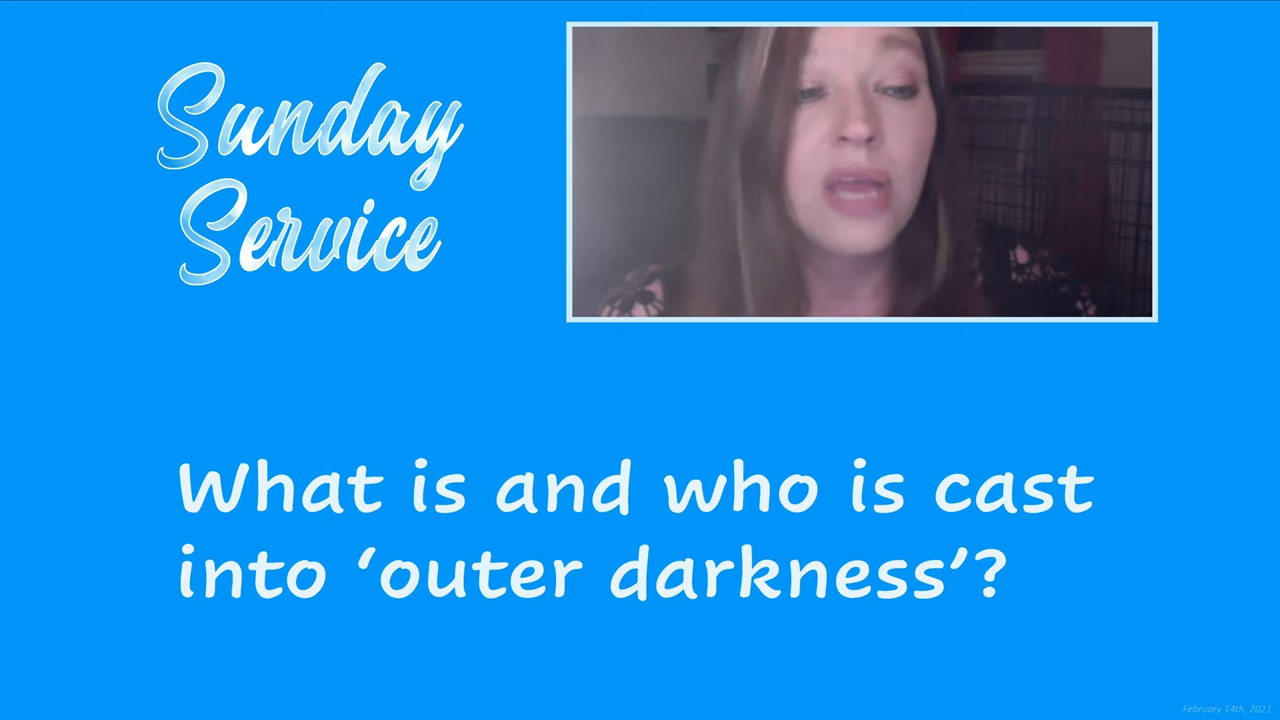 Sunday
Service
What is and who is cast
into ‘outer darkness’?
February 14th, 2021